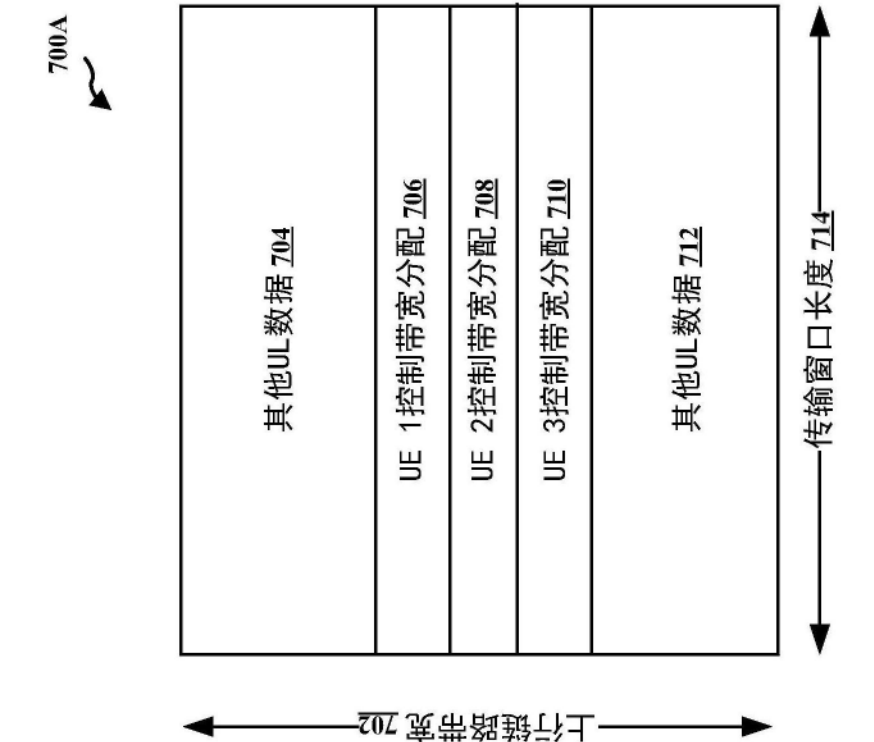 700A
其他UL数据 704
UE 1控制带宽分配 706
UE 2控制带宽分配 708
UE 3控制带宽分配 710
其他UL数据 712
传输窗口长度 714
上行链路带宽 702